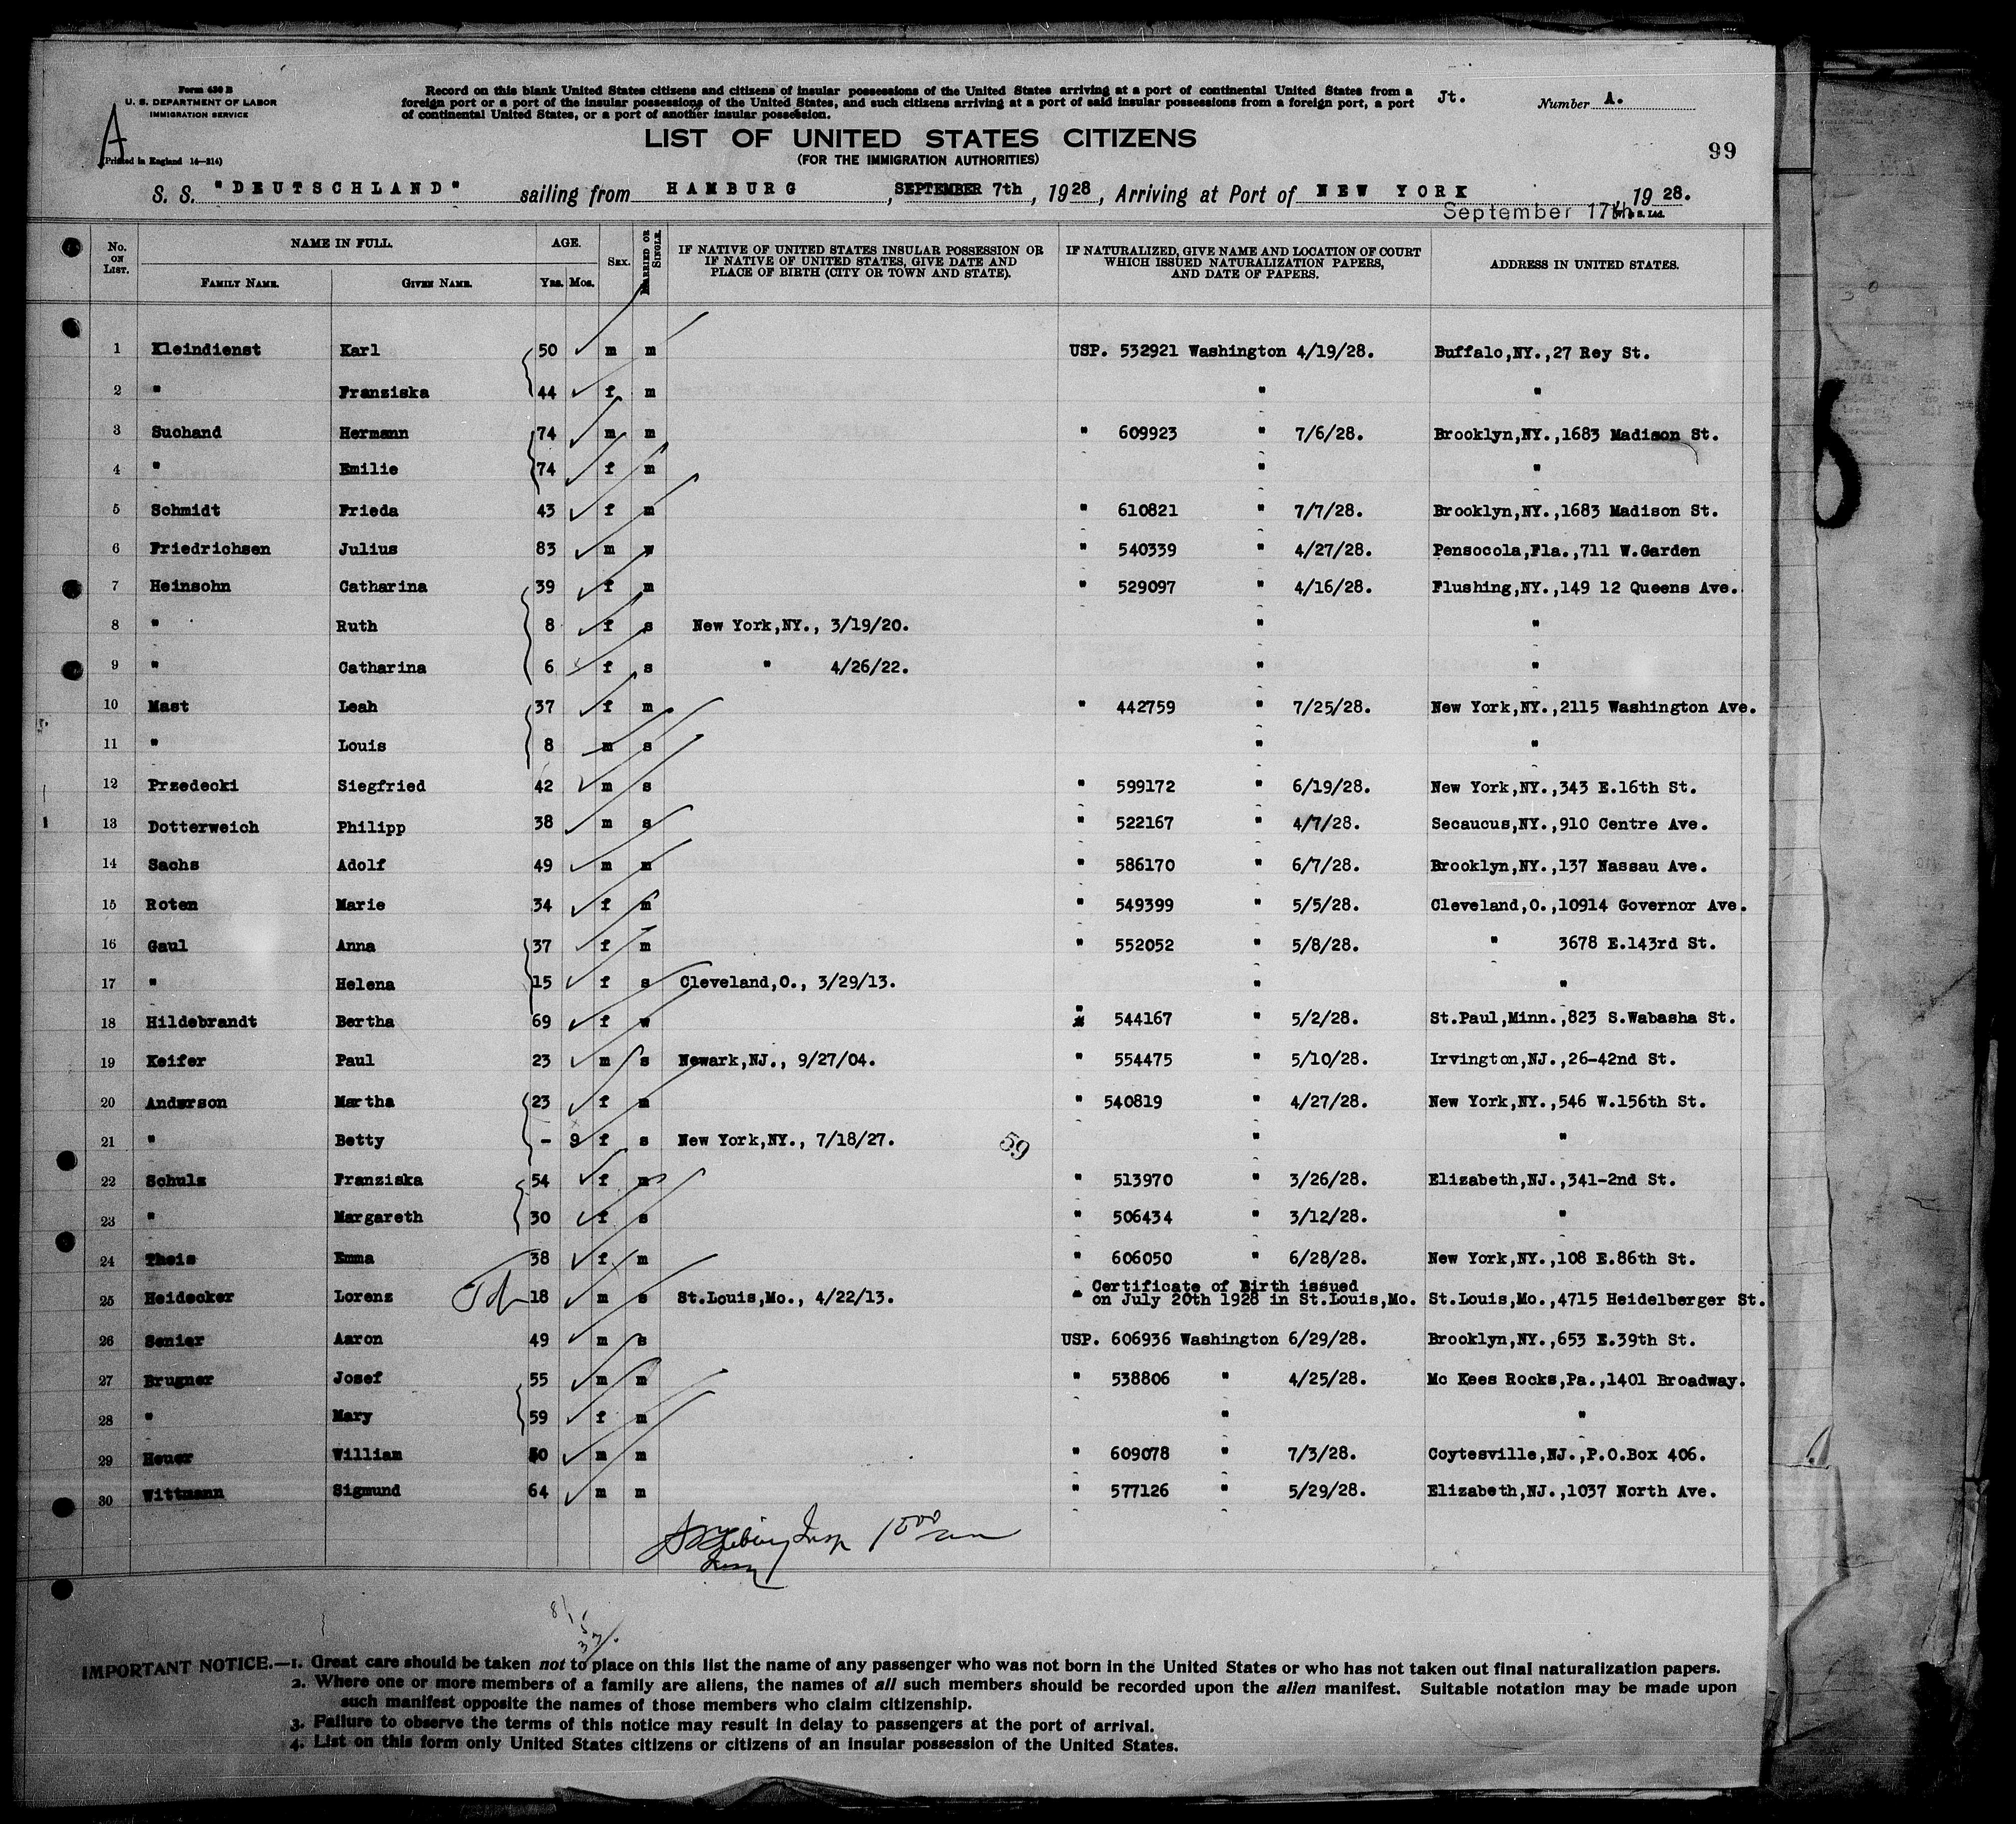 Form 630 B
U. S. DEPARTMENT OF LABOR
IMMIGRATION SERVICE
A
(Printed in England 14—214)
Record on this blank United States citizens and citizens of insular possessions of the United States arriving at a port of continental United States from a
foreign port or a port of the insular possessions of the United States, and such citizens arriving at a port of said insular possessions from a foreign port, a port
of continental United States, or a port of another insular possession.
Jt.
Number A.
LIST OF UNITED STATES CITIZENS
(FOR THE IMMIGRATION AUTHORITIES)
99
S. S. "DEUTSCHLAND" sailing from HAMBURG, SEPTEMBER 7th, 1928, Arriving at Port of NEW YORK 1928.
September 17th
No. ON LIST. NAME IN FULL. AGE. SEX. MARRIED OR SINGLE. IF NATIVE OF UNITED STATES INSULAR POSSESSION OR IF NATIVE OF UNITED STATES, GIVE DATE AND PLACE OF BIRTH (CITY OR TOWN AND STATE). IF NATURALIZED, GIVE NAME AND LOCATION OF COURT WHICH ISSUED NATURALIZATION PAPERS, AND DATE OF PAPERS. ADDRESS IN UNITED STATES.
FAMILY NAME. GIVEN NAME. Yrs. Mos.
1 Kleindienst Karl 50 m m USP. 532921 Washington 4/19/28. Buffalo,NY.,27 Rey St.
2 " Franziska 44 f m " "
3 Suchand Hermann 74 m m " 609923 " 7/6/28. Brooklyn,NY.,1683 Madison St.
4 " Emilie 74 f m " "
5 Schmidt Frieda 43 f m " 610821 " 7/7/28. Brooklyn,NY.,1683 Madison St.
6 Friedrichsen Julius 83 m w " 540339 " 4/27/28. Pensocola,Fla.,711 W.Garden
7 Heinsohn Catharina 39 f m " 529097 " 4/16/28. Flushing,NY.,149 12 Queens Ave.
8 " Ruth 8 f s New York,NY., 3/19/20. " "
9 " Catharina 6 f s " 4/26/22. " "
10 Mast Leah 37 f m " 442759 " 7/25/28. New York,NY.,2115 Washington Ave.
11 " Louis 8 m s " "
12 Przedecki Siegfried 42 m s " 599172 " 6/19/28. New York,NY.,343 E.16th St.
13 Dotterweich Philipp 38 m s " 522167 " 4/7/28. Secaucus,NY.,910 Centre Ave.
14 Sachs Adolf 49 m m " 586170 " 6/7/28. Brooklyn,NY.,137 Nassau Ave.
15 Roten Marie 34 f m " 549399 " 5/5/28. Cleveland,O.,10914 Governor Ave.
16 Gaul Anna 37 f m " 552052 " 5/8/28. " 3678 E.143rd St.
17 " Helena 15 f s Cleveland,O., 3/29/13. " "
18 Hildebrandt Bertha 69 f w " 544167 " 5/2/28. St.Paul,Minn.,823 S.Wabasha St.
19 Keifer Paul 23 m s Newark,NJ., 9/27/04. " 554475 " 5/10/28. Irvington,NJ.,26-42nd St.
20 Anderson Martha 23 f m " 540819 " 4/27/28. New York,NY.,546 W.156th St.
21 " Betty - 9 f s New York,NY., 7/18/27. " "
59
22 Schulz Franziska 54 f m " 513970 " 3/26/28. Elizabeth,NJ.,341-2nd St.
23 " Margareth 30 f s " 506434 " 3/12/28. "
24 Theis Emma 38 f m " 606050 " 6/28/28. New York,NY.,108 E.86th St.
25 Heidecker Lorenz 18 m s St.Louis,Mo., 4/22/13. " Certificate of Birth issued
on July 20th 1928 in St.Louis,Mo. St.Louis,Mo.,4715 Heidelberger St.
26 Senier Aaron 49 m s USP. 606936 Washington 6/29/28. Brooklyn,NY.,653 E.39th St.
27 Brugner Josef 55 m m " 538806 " 4/25/28. Mc Kees Rocks,Pa.,1401 Broadway.
28 " Mary 59 f m " "
29 Heuer William 50 m m " 609078 " 7/3/28. Coytesville,NJ.,P.O.Box 406.
30 Wittmann Sigmund 64 m m " 577126 " 5/29/28. Elizabeth,NJ.,1037 North Ave.
IMPORTANT NOTICE.—1. Great care should be taken not to place on this list the name of any passenger who was not born in the United States or who has not taken out final naturalization papers.
2. Where one or more members of a family are aliens, the names of all such members should be recorded upon the alien manifest. Suitable notation may be made upon
such manifest opposite the names of those members who claim citizenship.
3. Failure to observe the terms of this notice may result in delay to passengers at the port of arrival.
4. List on this form only United States citizens or citizens of an insular possession of the United States.